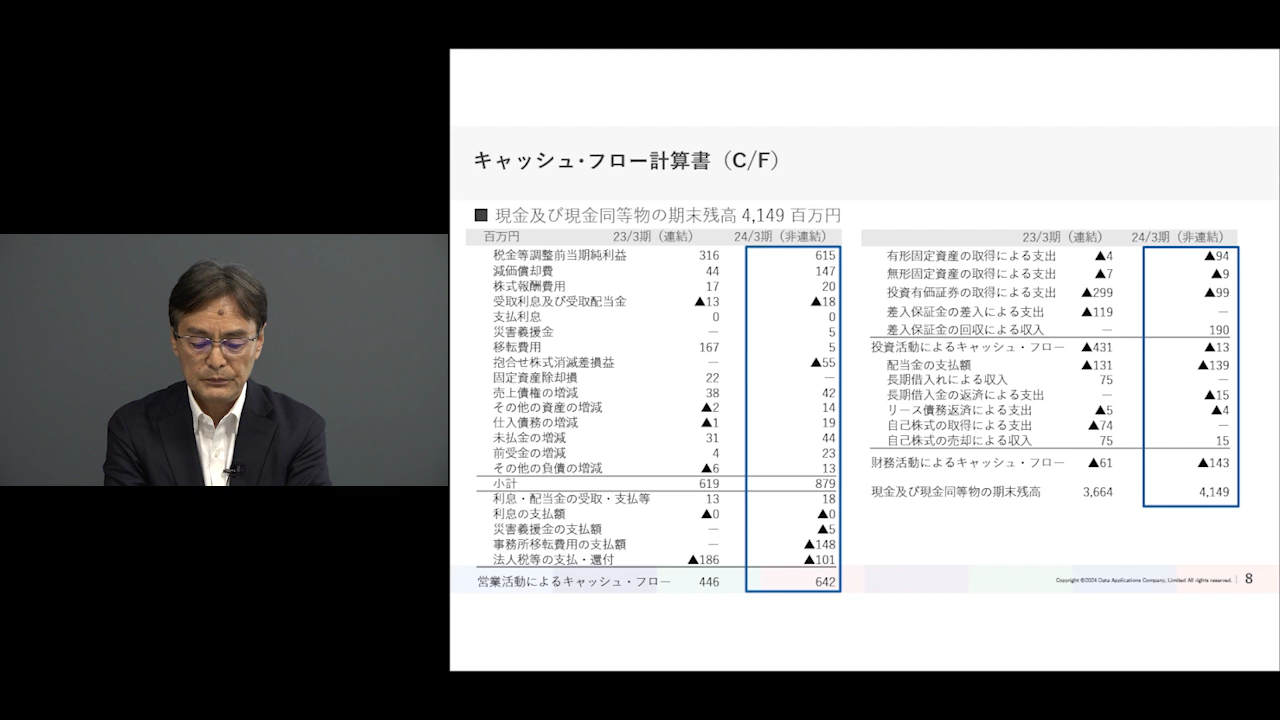 キャッシュ・フロー計算書（C/F）
■ 現金及び現金同等物の期末残高 4,149 百万円
百万円 23/3期（連結） 24/3期（非連結）
税金等調整前当期純利益 316 615
減価償却費 44 147
株式報酬費用 17 20
受取利息及び受取配当金 ▲13 ▲18
支払利息 0 0
災害義援金 － 5
移転費用 167 5
抱合せ株式消滅差損益 － ▲55
固定資産除却損 22 －
売上債権の増減 38 42
その他の資産の増減 ▲2 14
仕入債務の増減 ▲1 19
未払金の増減 31 44
前受金の増減 4 23
その他の負債の増減 ▲6 13
小計 619 879
利息・配当金の受取・支払等 13 18
利息の支払額 ▲0 ▲0
災害義援金の支払額 － ▲5
事務所移転費用の支払額 － ▲148
法人税等の支払・還付 ▲186 ▲101
営業活動によるキャッシュ・フロー 446 642
23/3期（連結） 24/3期（非連結）
有形固定資産の取得による支出 ▲4 ▲94
無形固定資産の取得による支出 ▲7 ▲9
投資有価証券の取得による支出 ▲299 ▲99
差入保証金の差入による支出 ▲119 －
差入保証金の回収による収入 － 190
投資活動によるキャッシュ・フロー ▲431 ▲13
配当金の支払額 ▲131 ▲139
長期借入れによる収入 75 －
長期借入金の返済による支出 － ▲15
リース債務返済による支出 ▲5 ▲4
自己株式の取得による支出 ▲74 －
自己株式の売却による収入 75 15
財務活動によるキャッシュ・フロー ▲61 ▲143
現金及び現金同等物の期末残高 3,664 4,149
Copyright ©2024 Data Applications Company, Limited All rights reserved. 8